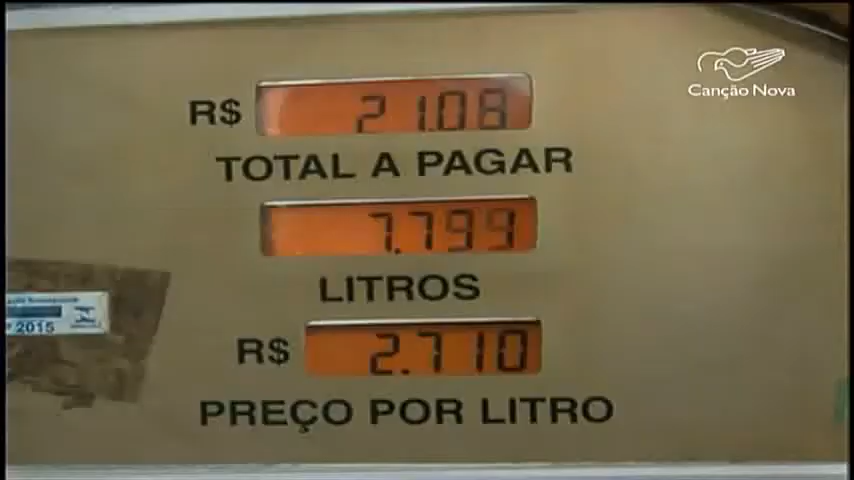 Canção Nova
R$ 21.08
TOTAL A PAGAR
7.799
LITROS
R$ 2.710
PREÇO POR LITRO
2015